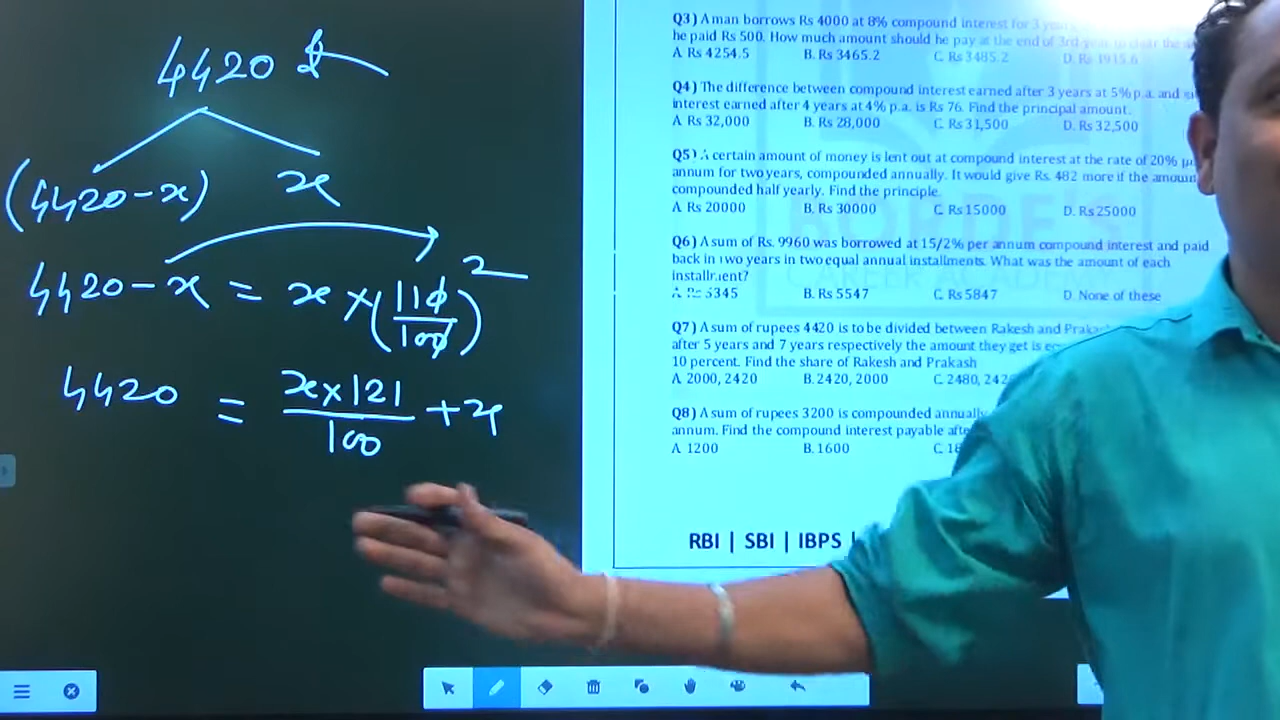 4420
(4420-x) x
4420-x = x × (110/100)²
4420 = x×121/100 + x
Q3) A man borrows Rs 4000 at 8% compound interest for 3
he paid Rs 500. How much amount should he pay at the end of 3rd year to clear the
A Rs 4254.5 B. Rs 3465.2 C. Rs 3485.2 D. Rs 1915.6
Q4) The difference between compound interest earned after 3 years at 5% p.a. and
interest earned after 4 years at 4% p.a. is Rs 76. Find the principal amount.
A Rs 32,000 B. Rs 28,000 C. Rs 31,500 D. Rs 32,500
Q5) A certain amount of money is lent out at compound interest at the rate of 20%
annum for two years, compounded annually. It would give Rs. 482 more if the amount
compounded half yearly. Find the principle.
A Rs 20000 B. Rs 30000 C. Rs 15000 D. Rs 25000
Q6) A sum of Rs. 9960 was borrowed at 15/2% per annum compound interest and paid
back in two years in two equal annual installments. What was the amount of each
installment?
A. Rs 5345 B. Rs 5547 C. Rs 5847 D. None of these
Q7) A sum of rupees 4420 is to be divided between Rakesh and
after 5 years and 7 years respectively the amount they get is
10 percent. Find the share of Rakesh and Prakash
A. 2000, 2420 B. 2420, 2000 C. 2480, 242
Q8) A sum of rupees 3200 is compounded annually
annum. Find the compound interest payable
A 1200 B. 1600 C. 18
RBI | SBI | IBPS |